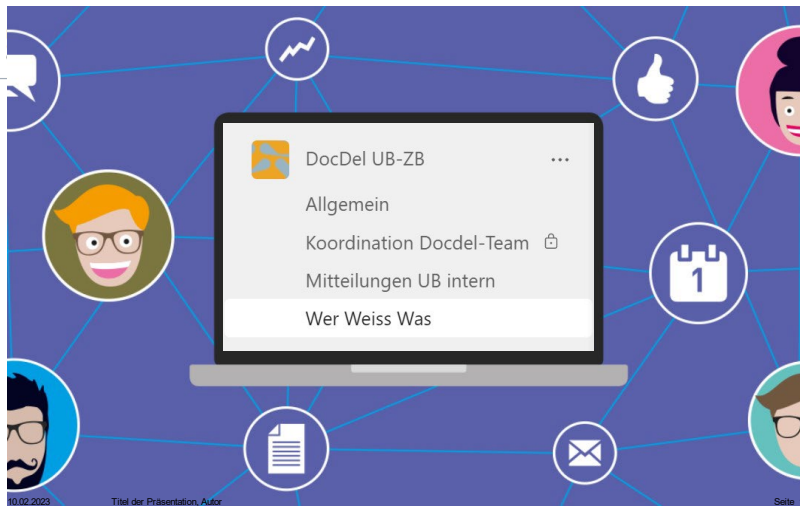 DocDel UB-ZB ...
Allgemein
Koordination Docdel-Team
Mitteilungen UB intern
Wer Weiss Was
1
10.02.2023 Titel der Präsentation, Autor Seite